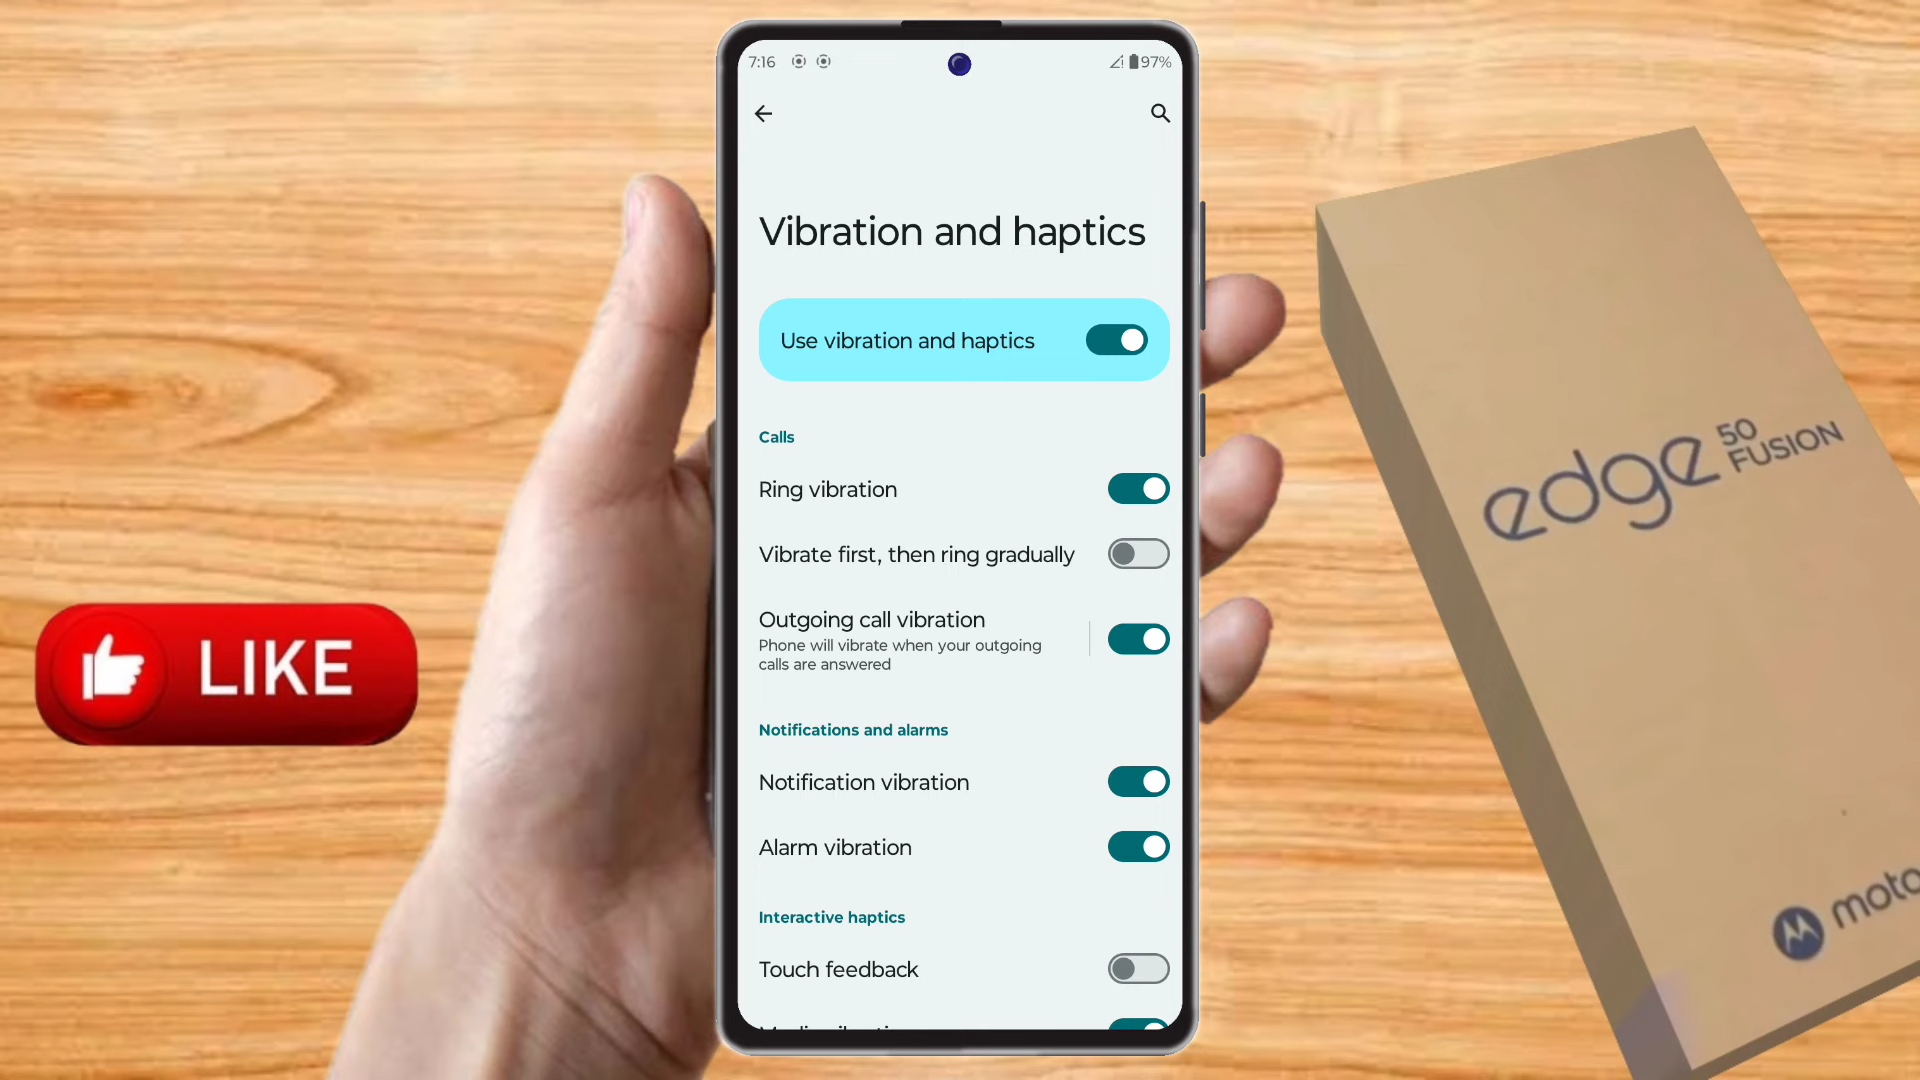 7:16
97%
Vibration and haptics
Use vibration and haptics
Calls
Ring vibration
Vibrate first, then ring gradually
Outgoing call vibration
Phone will vibrate when your outgoing
calls are answered
Notifications and alarms
Notification vibration
Alarm vibration
Interactive haptics
Touch feedback
LIKE
edge 50
FUSION
moto